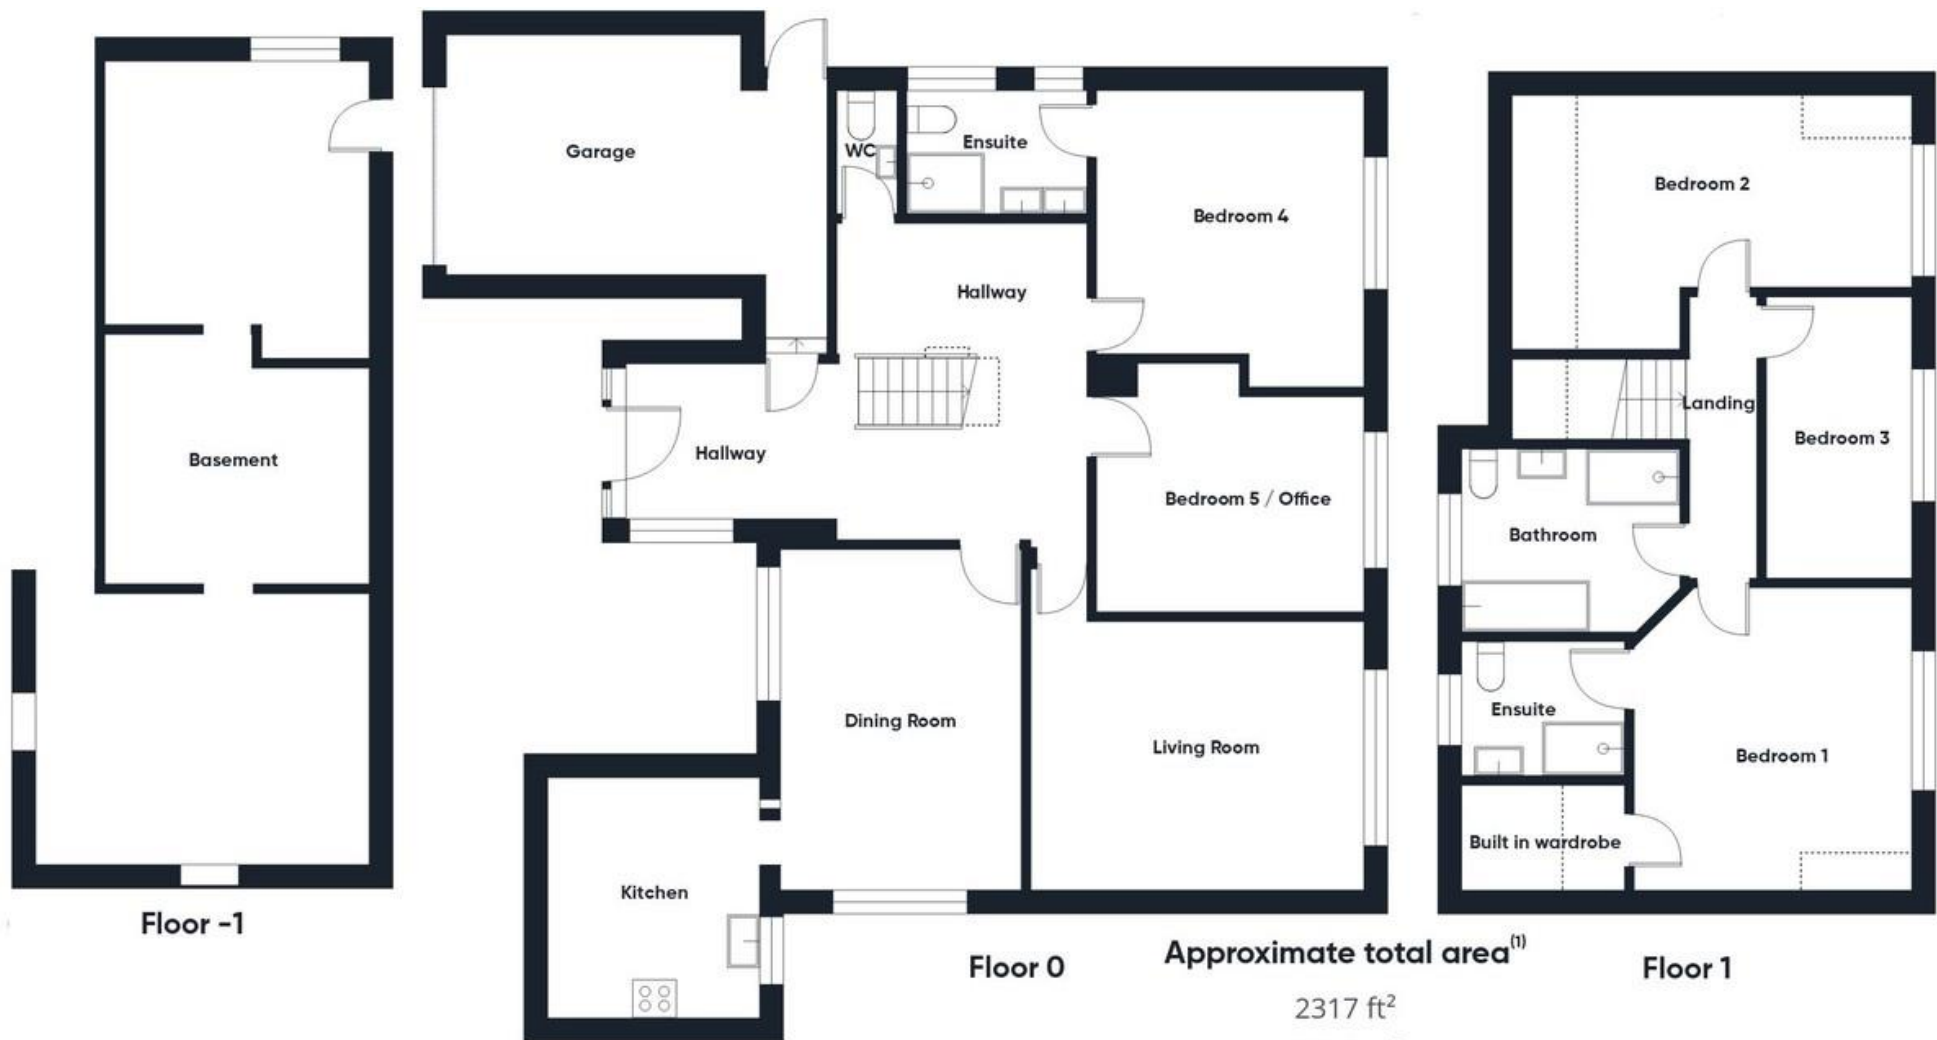 Basement
Floor -1
Garage
WC
Ensuite
Bedroom 4
Hallway
Hallway
Bedroom 5 / Office
Dining Room
Living Room
Kitchen
Floor 0
Approximate total area(1)
2317 ft²
Bedroom 2
Landing
Bedroom 3
Bathroom
Ensuite
Bedroom 1
Built in wardrobe
Floor 1